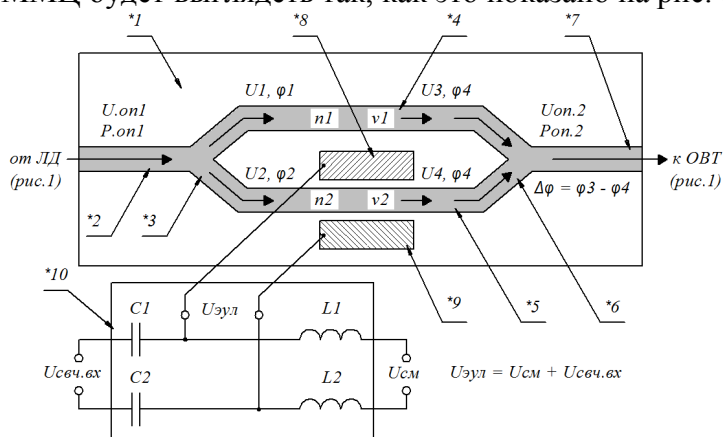 ММЦ будет выглядеть так, как это показано на рис.
*1
*8
*4
*7
U1, φ1
U3, φ4
U.оп1
P.оп1
n1
v1
Uоп.2
Pоп.2
от ЛД
(рис.1)
к ОВТ
(рис.1)
U2, φ2
U4, φ4
Δφ = φ3 - φ4
*2
*3
n2
v2
*10
*9
*5
*6
C1
Uэул
L1
Uсвч.вх
C2
L2
Uсм
Uэул = Uсм + Uсвч.вх